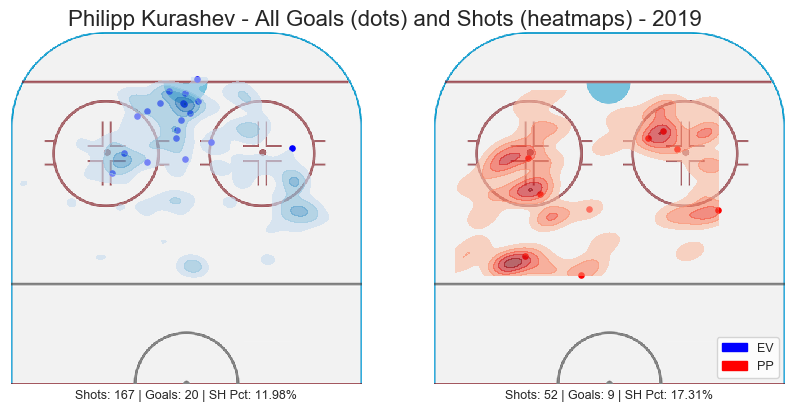 Philipp Kurashev - All Goals (dots) and Shots (heatmaps) - 2019
EV
PP
Shots: 167 | Goals: 20 | SH Pct: 11.98%
Shots: 52 | Goals: 9 | SH Pct: 17.31%